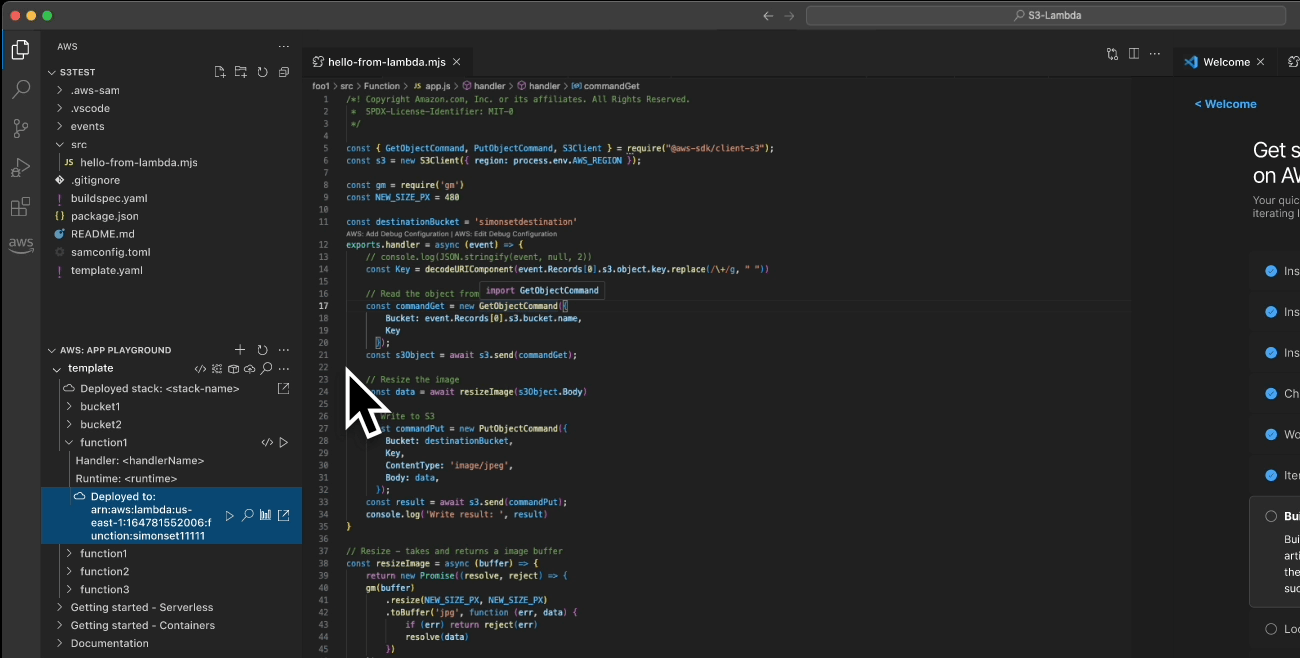 S3-Lambda
AWS
S3TEST
.aws-sam
.vscode
events
src
JS hello-from-lambda.mjs
.gitignore
! buildspec.yaml
{} package.json
README.md
samconfig.toml
! template.yaml
aws
AWS: APP PLAYGROUND
template
Deployed stack: <stack-name>
bucket1
bucket2
function1
Handler: <handlerName>
Runtime: <runtime>
Deployed to:
arn:aws:lambda:us-
east-1:164781552006:f
unction:simonset11111
function1
function2
function3
Getting started - Serverless
Getting started - Containers
Documentation
hello-from-lambda.mjs
foo1 > src > Function > JS app.js > handler > handler > commandGet
1 /*! Copyright Amazon.com, Inc. or its affiliates. All Rights Reserved.
2 * SPDX-License-Identifier: MIT-0
3 */
4
5 const { GetObjectCommand, PutObjectCommand, S3Client } = require("@aws-sdk/client-s3");
6 const s3 = new S3Client({ region: process.env.AWS_REGION });
7
8 const gm = require('gm')
9 const NEW_SIZE_PX = 480
10
11 const destinationBucket = 'simonsetdestination'
AWS: Add Debug Configuration | AWS: Edit Debug Configuration
12 exports.handler = async (event) => {
13 // console.log(JSON.stringify(event, null, 2))
14 const Key = decodeURIComponent(event.Records[0].s3.object.key.replace(/\+/g, " "))
15
16 // Read the object from
import GetObjectCommand
17 const commandGet = new GetObjectCommand({
18 Bucket: event.Records[0].s3.bucket.name,
19 Key
20 });
21 const s3Object = await s3.send(commandGet);
22
23 // Resize the image
24 const data = await resizeImage(s3Object.Body)
25
26 Write to S3
27 commandPut = new PutObjectCommand({
28 Bucket: destinationBucket,
29 Key,
30 ContentType: 'image/jpeg',
31 Body: data,
32 });
33 const result = await s3.send(commandPut);
34 console.log('Write result: ', result)
35 }
36
37 // Resize - takes and returns a image buffer
38 const resizeImage = async (buffer) => {
39 return new Promise((resolve, reject) => {
40 gm(buffer)
41 .resize(NEW_SIZE_PX, NEW_SIZE_PX)
42 .toBuffer('jpg', function (err, data) {
43 if (err) return reject(err)
44 resolve(data)
45 })
Welcome
< Welcome
Get s
on AW
Your quic
iterating l
Ins
Ins
Ins
Ch
Wo
Iter
Bui
Bui
arti
the
suc
Loc